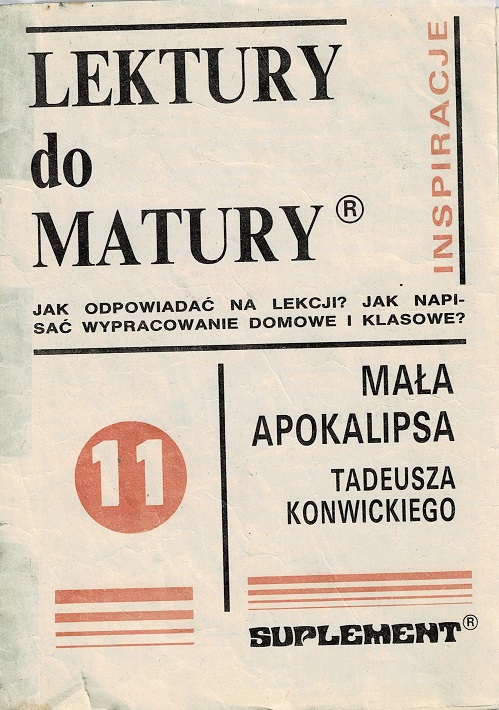 LEKTURY
do
MATURY®
INSPIRACJE
JAK ODPOWIADAĆ NA LEKCJI? JAK NAPI-
SAĆ WYPRACOWANIE DOMOWE I KLASOWE?
11
MAŁA
APOKALIPSA
TADEUSZA
KONWICKIEGO
SUPLEMENT®